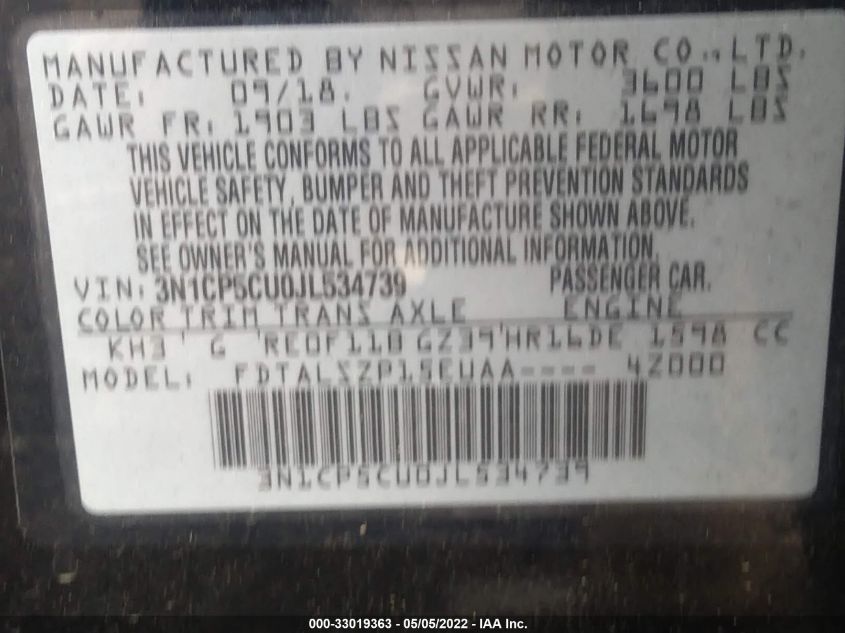 MANUFACTURED BY NISSAN MOTOR CO., LTD.
DATE: 09/18. GVWR: 3600 LBS
GAWR FR: 1903 LBS GAWR RR: 1698 LBS
THIS VEHICLE CONFORMS TO ALL APPLICABLE FEDERAL MOTOR
VEHICLE SAFETY, BUMPER AND THEFT PREVENTION STANDARDS
IN EFFECT ON THE DATE OF MANUFACTURE SHOWN ABOVE.
SEE OWNER'S MANUAL FOR ADDITIONAL INFORMATION.
VIN: 3N1CP5CU0JL534739 PASSENGER CAR.
COLOR TRIM TRANS AXLE ENGINE
KH3 ' G 'RE0F11B GZ39'HR16DE 1598 CC
MODEL: FDTALSZP15EUAA---- 4Z000
3N1CP5CU0JL534739
000-33019363 - 05/05/2022 - IAA Inc.